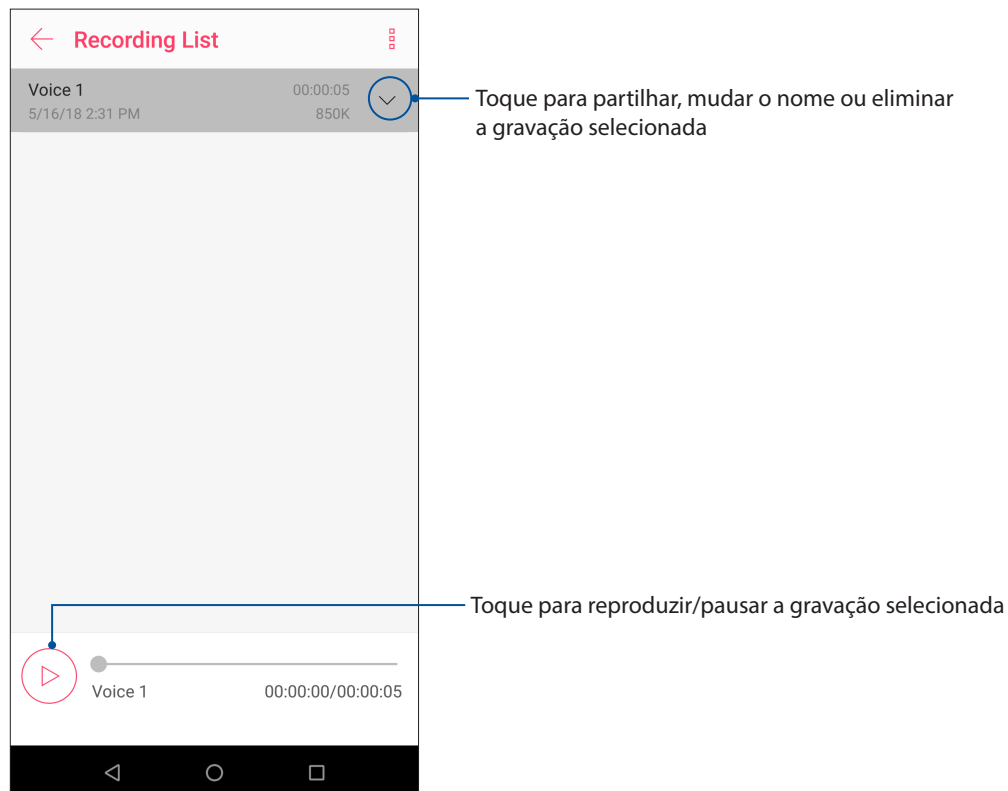 Recording List
Voice 1
00:00:05
5/16/18 2:31 PM
850K
Toque para partilhar, mudar o nome ou eliminar
a gravação selecionada
Toque para reproduzir/pausar a gravação selecionada
Voice 1
00:00:00/00:00:05